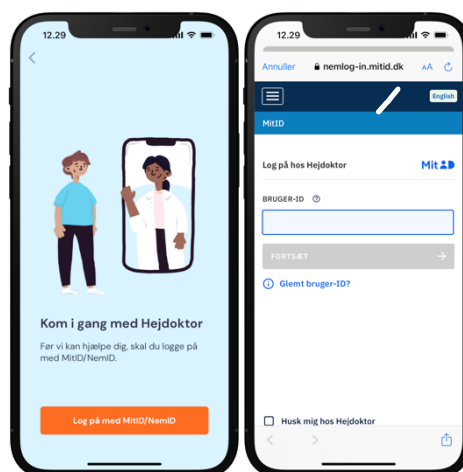 12.29
Kom i gang med Hejdoktor
Før vi kan hjælpe dig, skal du logge på
med MitID/NemID.
Log på med MitID/NemID
12.29
Annuller
nemlog-in.mitid.dk
AA
English
MitID
Log på hos Hejdoktor
Mit
BRUGER-ID
FORTSÆT
Glemt bruger-ID?
Husk mig hos Hejdoktor